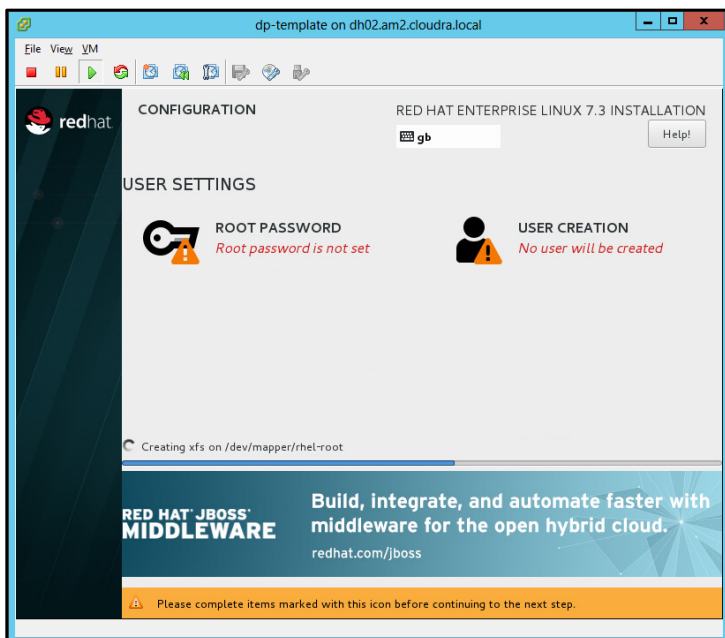 dp-template on dh02.am2.cloudra.local
File View VM
redhat.
CONFIGURATION
RED HAT ENTERPRISE LINUX 7.3 INSTALLATION
gb
Help!
USER SETTINGS
ROOT PASSWORD
Root password is not set
USER CREATION
No user will be created
Creating xfs on /dev/mapper/rhel-root
RED HAT® JBOSS®
MIDDLEWARE
Build, integrate, and automate faster with
middleware for the open hybrid cloud.
redhat.com/jboss
Please complete items marked with this icon before continuing to the next step.